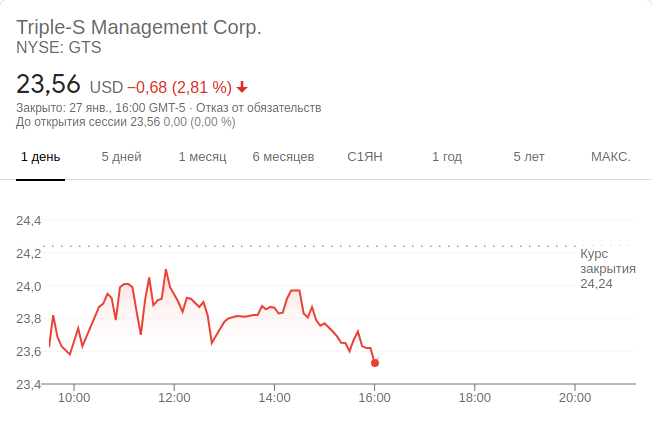 Triple-S Management Corp.
NYSE: GTS
23,56 USD −0,68 (2,81 %)
Закрыто: 27 янв., 16:00 GMT-5 · Отказ от обязательств
До открытия сессии 23,56 0,00 (0,00 %)
1 день 5 дней 1 месяц 6 месяцев С1ЯН 1 год 5 лет МАКС.
24,4
24,2
24,0
23,8
23,6
23,4
Курс
закрытия
24,24
10:00 12:00 14:00 16:00 18:00 20:00